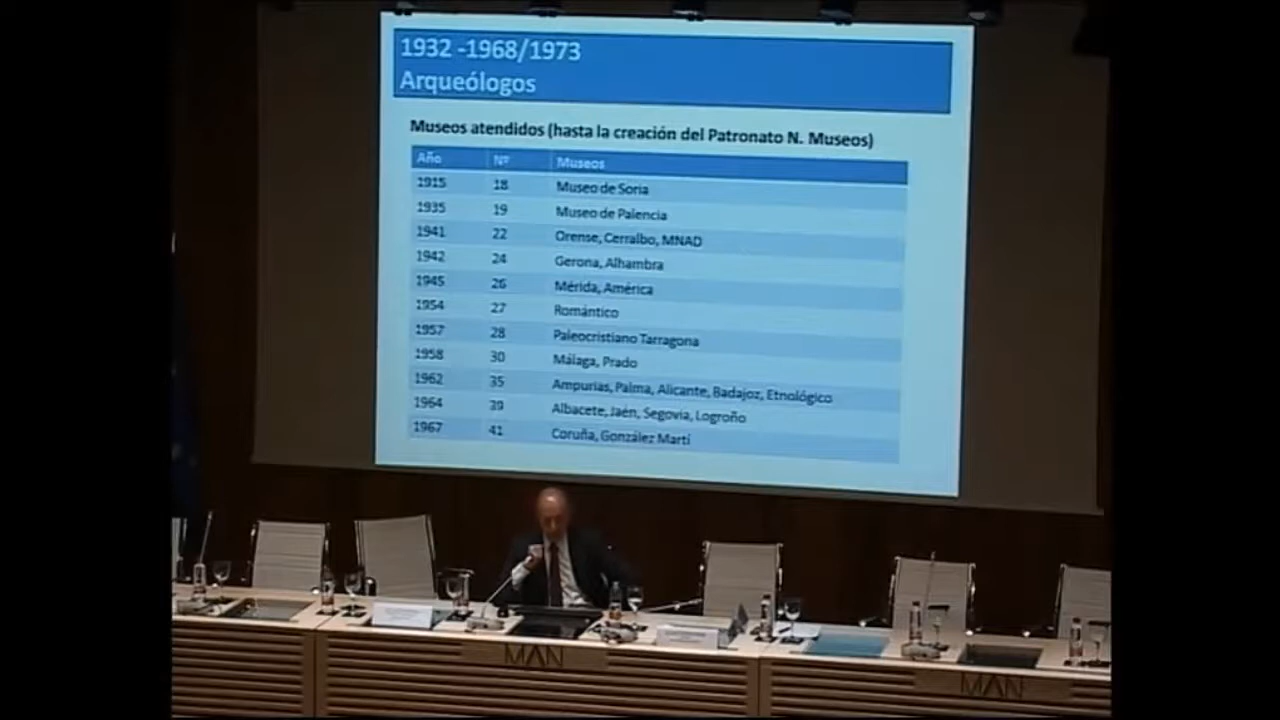 1932 -1968/1973
Arqueólogos
Museos atendidos (hasta la creación del Patronato N. Museos)
Año Nº Museos
1915 18 Museo de Soria
1935 19 Museo de Palencia
1941 22 Orense, Cerralbo, MNAD
1942 24 Gerona, Alhambra
1945 26 Mérida, América
1954 27 Romántico
1957 28 Paleocristiano Tarragona
1958 30 Málaga, Prado
1962 35 Ampurias, Palma, Alicante, Badajoz, Etnológico
1964 39 Albacete, Jaén, Segovia, Logroño
1967 41 Coruña, González Martí
MAN
MAN